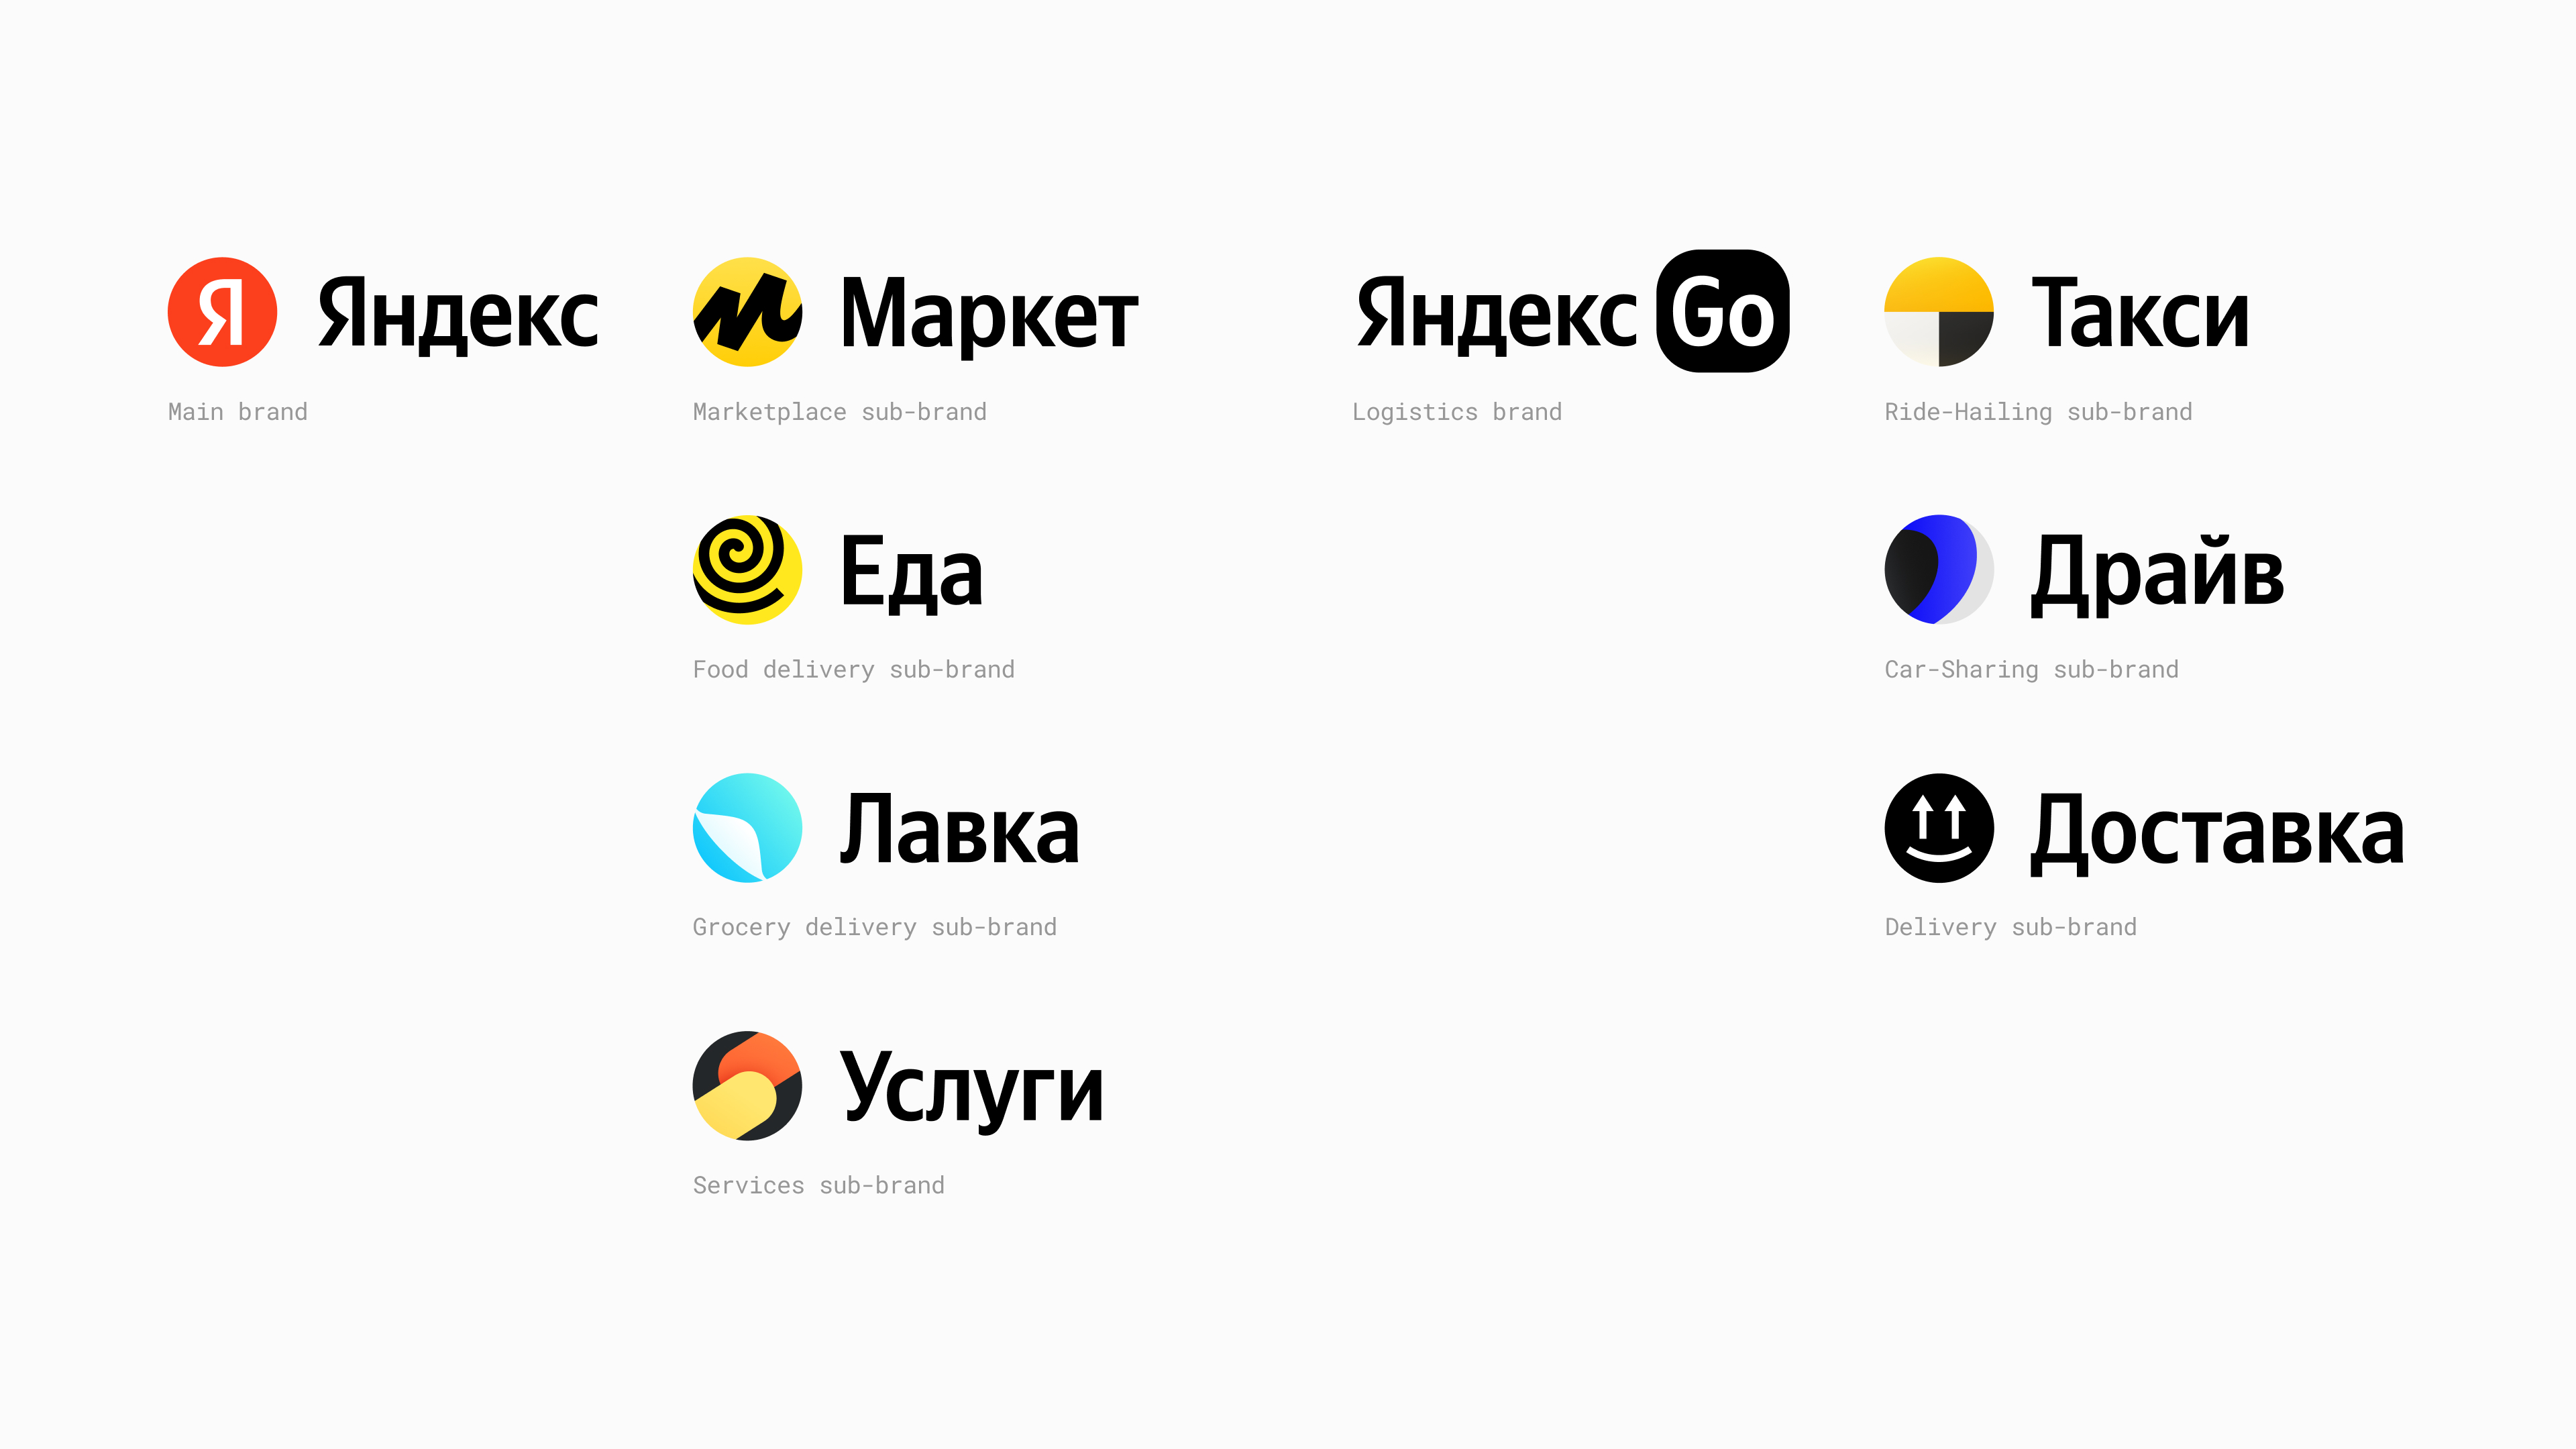 Я Яндекс
Main brand
Маркет
Marketplace sub-brand
Еда
Food delivery sub-brand
Лавка
Grocery delivery sub-brand
Услуги
Services sub-brand
Яндекс Go
Logistics brand
Такси
Ride-Hailing sub-brand
Драйв
Car-Sharing sub-brand
Доставка
Delivery sub-brand